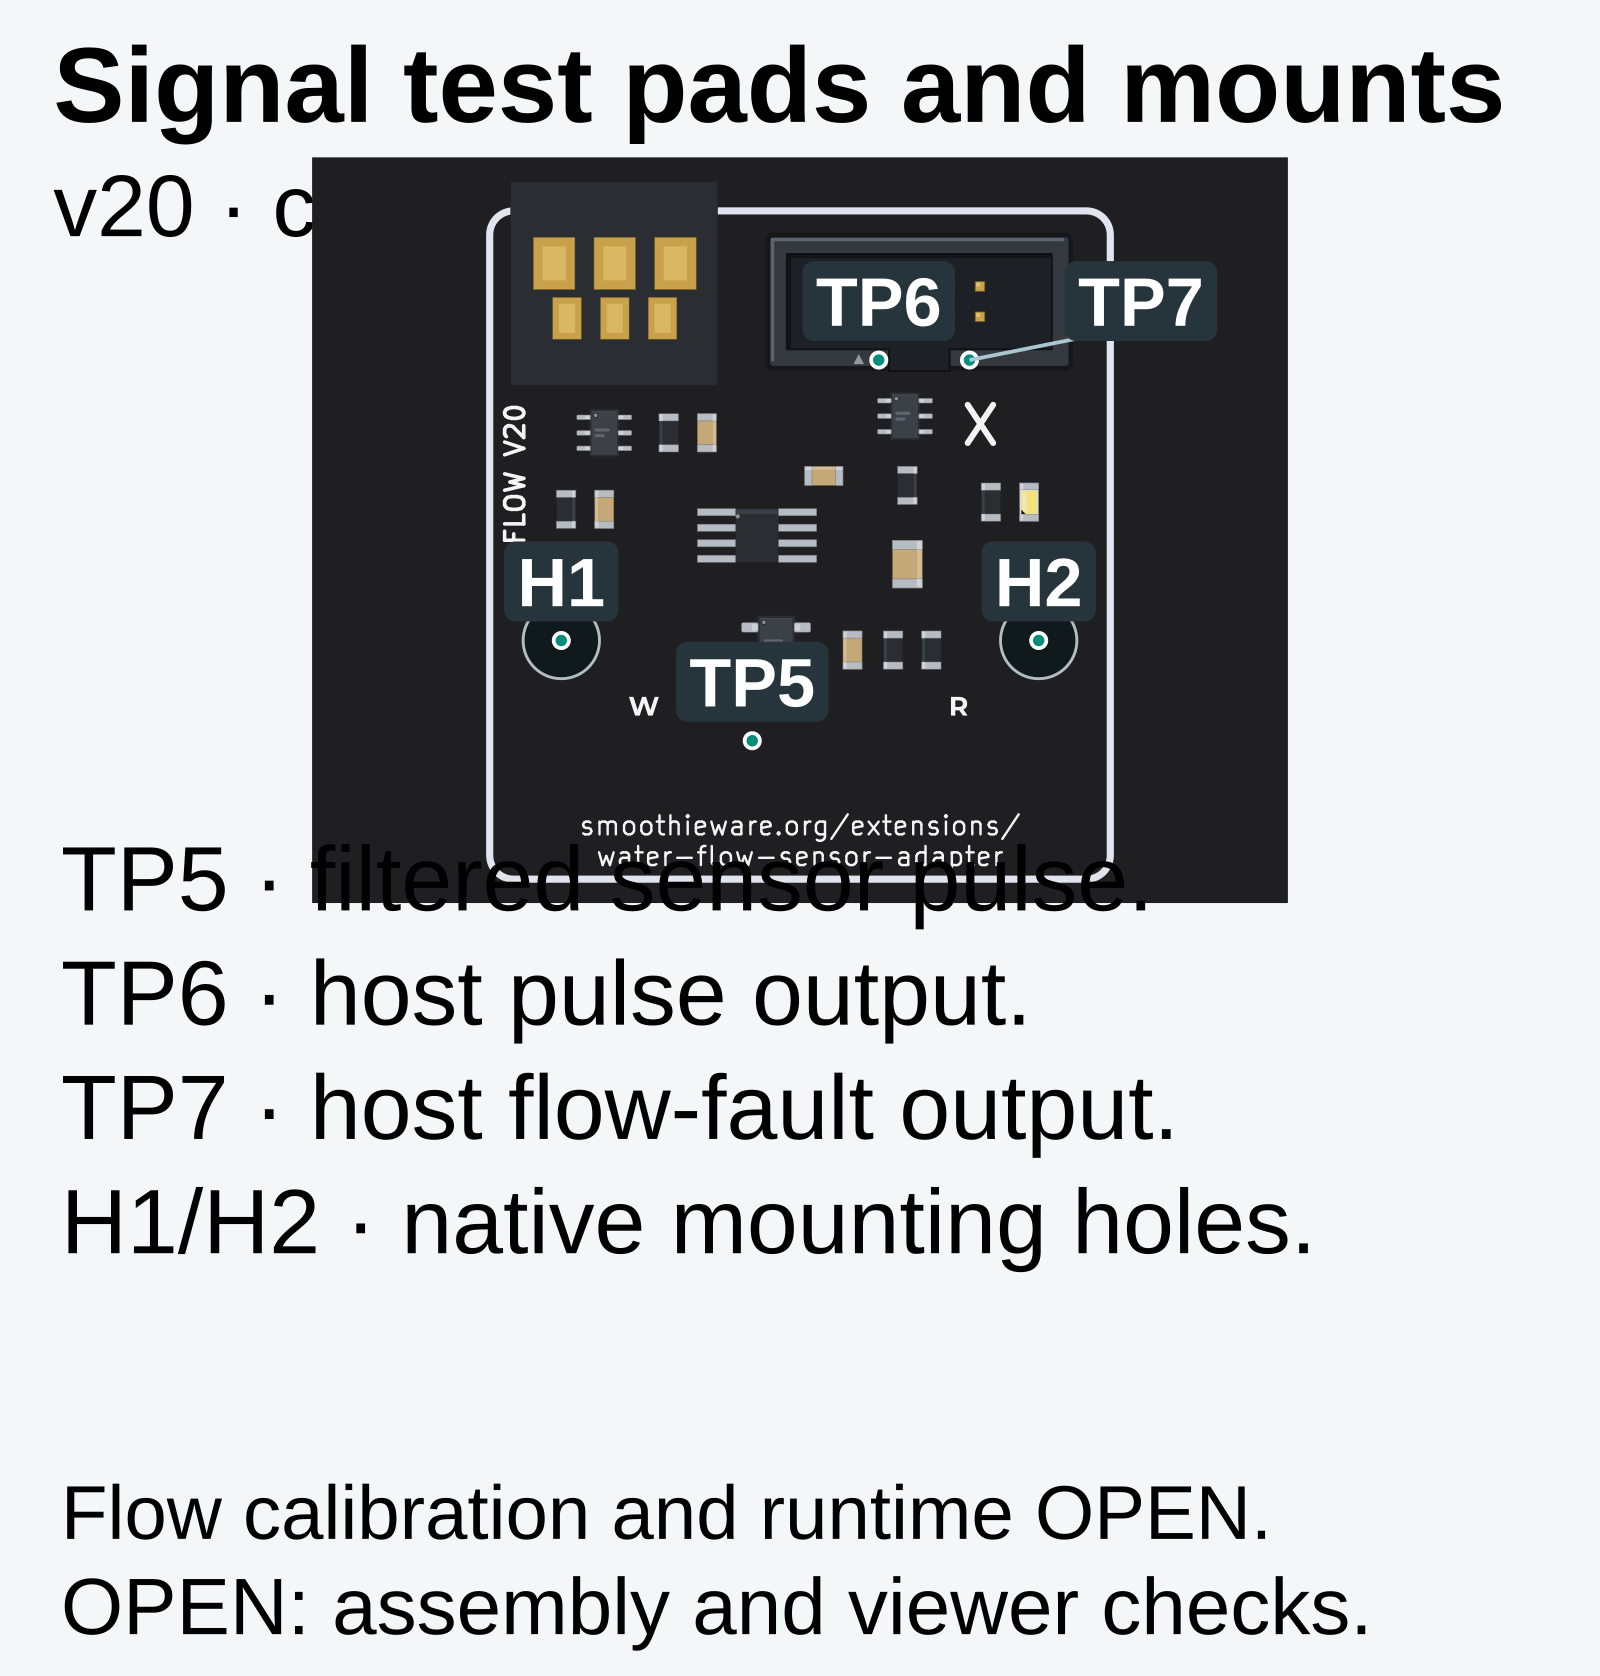 Signal test pads and mounts
v20 · c
TP6
TP7
FLOW V20
X
H1
H2
TP5
W
R
smoothieware.org/extensions/
water-flow-sensor-adapter
TP5 · filtered sensor pulse.
TP6 · host pulse output.
TP7 · host flow-fault output.
H1/H2 · native mounting holes.
Flow calibration and runtime OPEN.
OPEN: assembly and viewer checks.